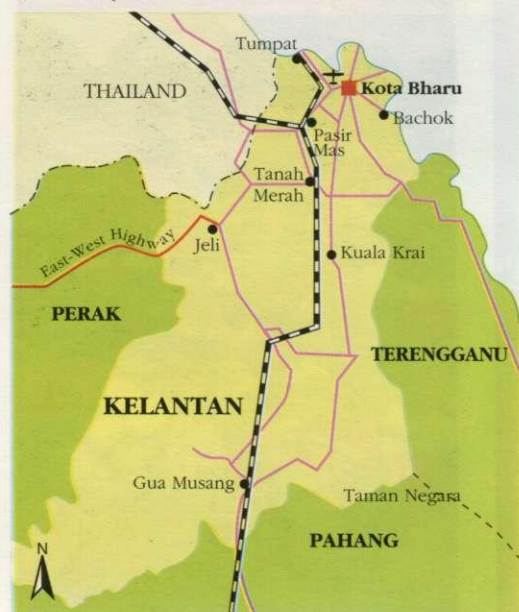 Tumpat
THAILAND
Kota Bharu
Bachok
Pasir
Mas
Tanah
Merah
East-West Highway
Jeli
Kuala Krai
PERAK
TERENGGANU
KELANTAN
Gua Musang
Taman Negara
PAHANG
N